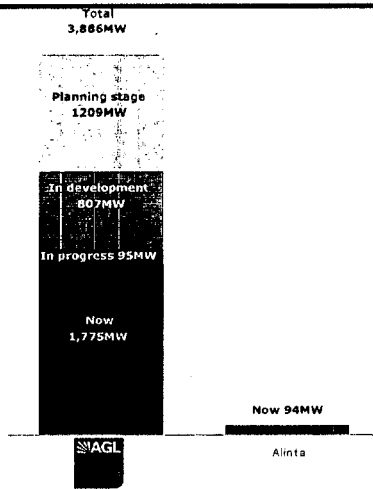 Total
3,886MW
Planning stage
1209MW
In development
807MW
In progress 95MW
Now
1,775MW
Now 94MW
AGL
Alinta